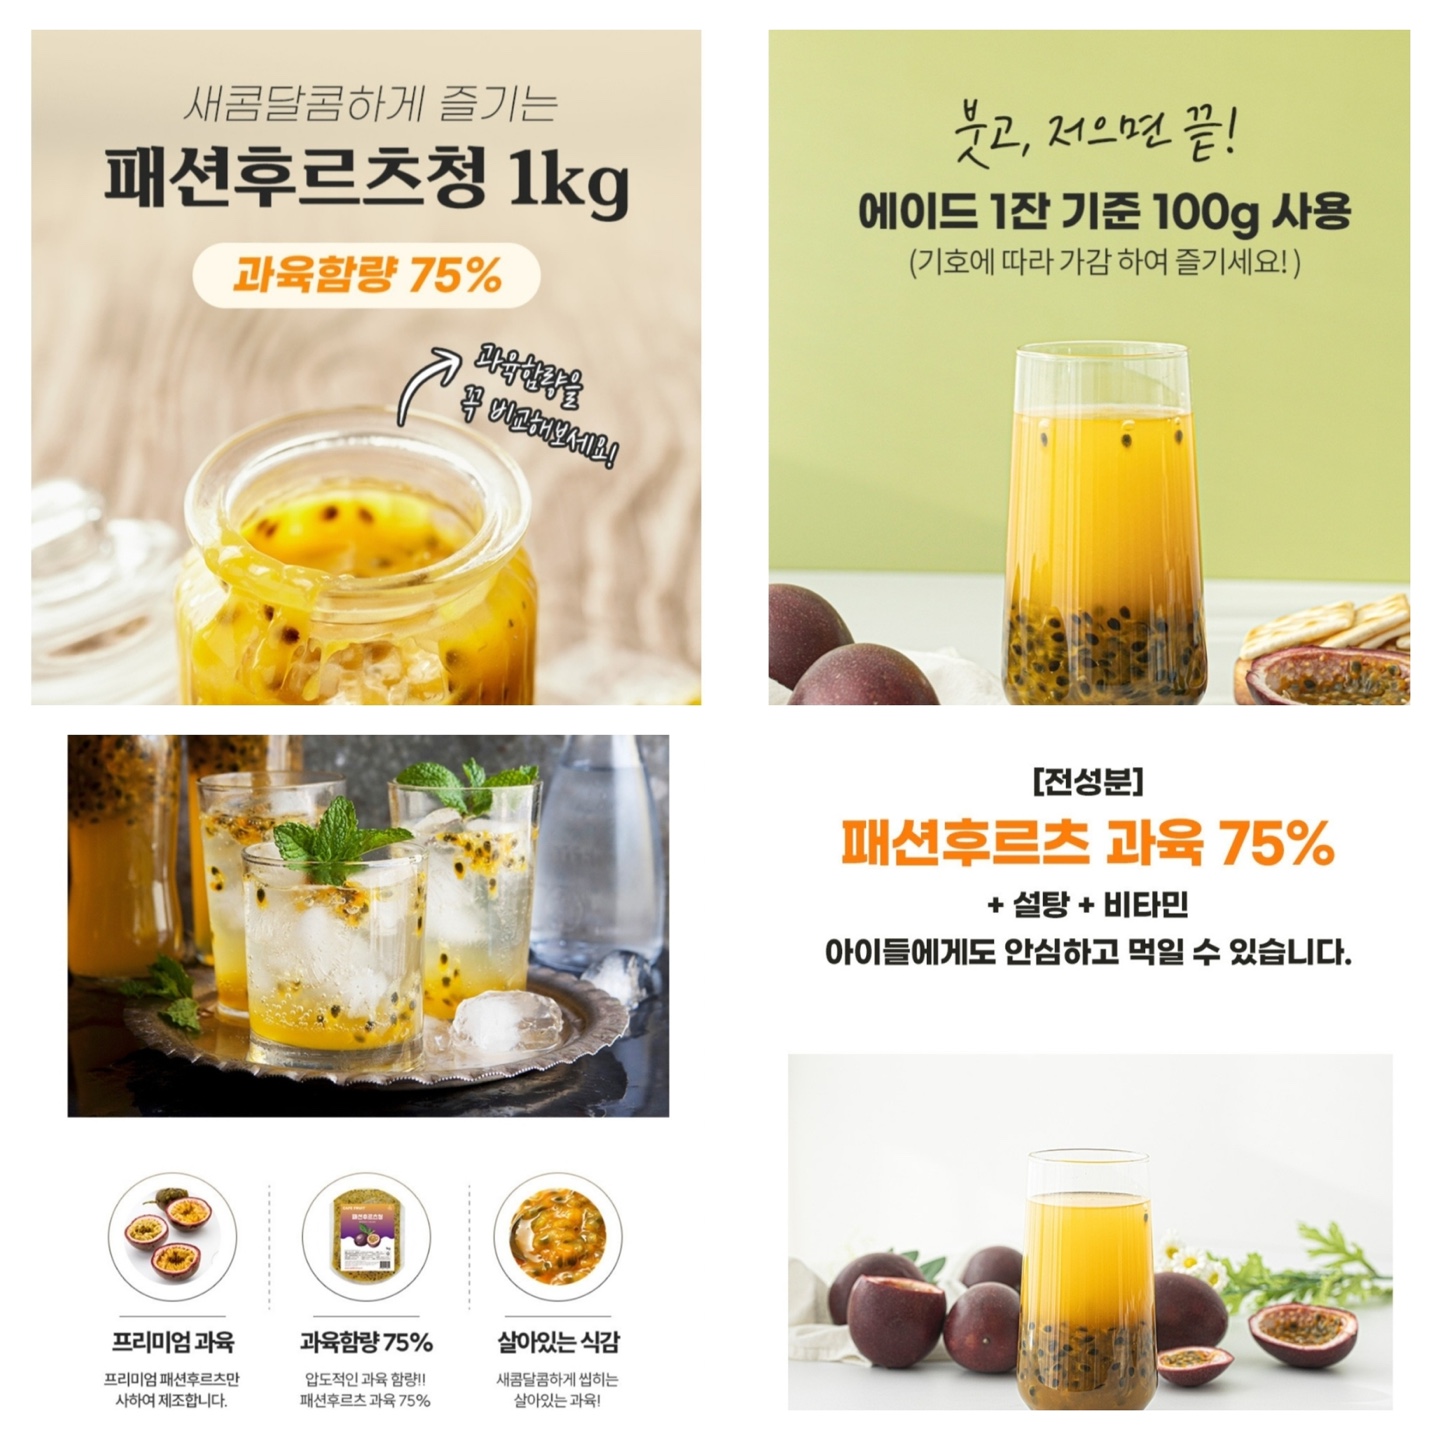 새콤달콤하게 즐기는
패션후르츠청 1kg
과육함량 75%
과육함량을
꼭 비교해보세요!
붓고, 저으면 끝!
에이드 1잔 기준 100g 사용
(기호에 따라 가감 하여 즐기세요! )
프리미엄 과육
프리미엄 패션후르츠만
사하여 제조합니다.
패션후르츠청
과육함량 75%
압도적인 과육 함량!!
패션후르츠 과육 75%
살아있는 식감
새콤달콤하게 씹히는
살아있는 과육!
[전성분]
패션후르츠 과육 75%
+ 설탕 + 비타민
아이들에게도 안심하고 먹일 수 있습니다.